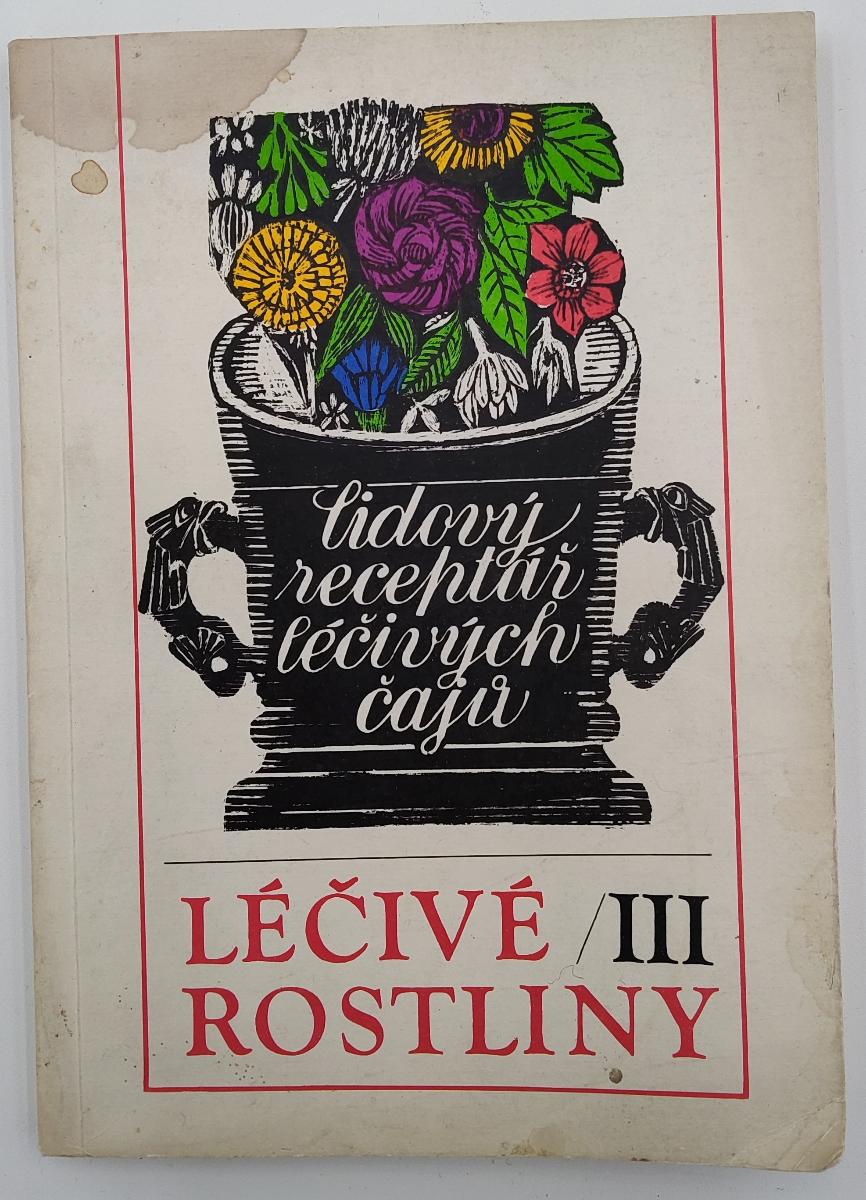 lidový
receptář
léčivých
čajů
LÉČIVÉ /III
ROSTLINY